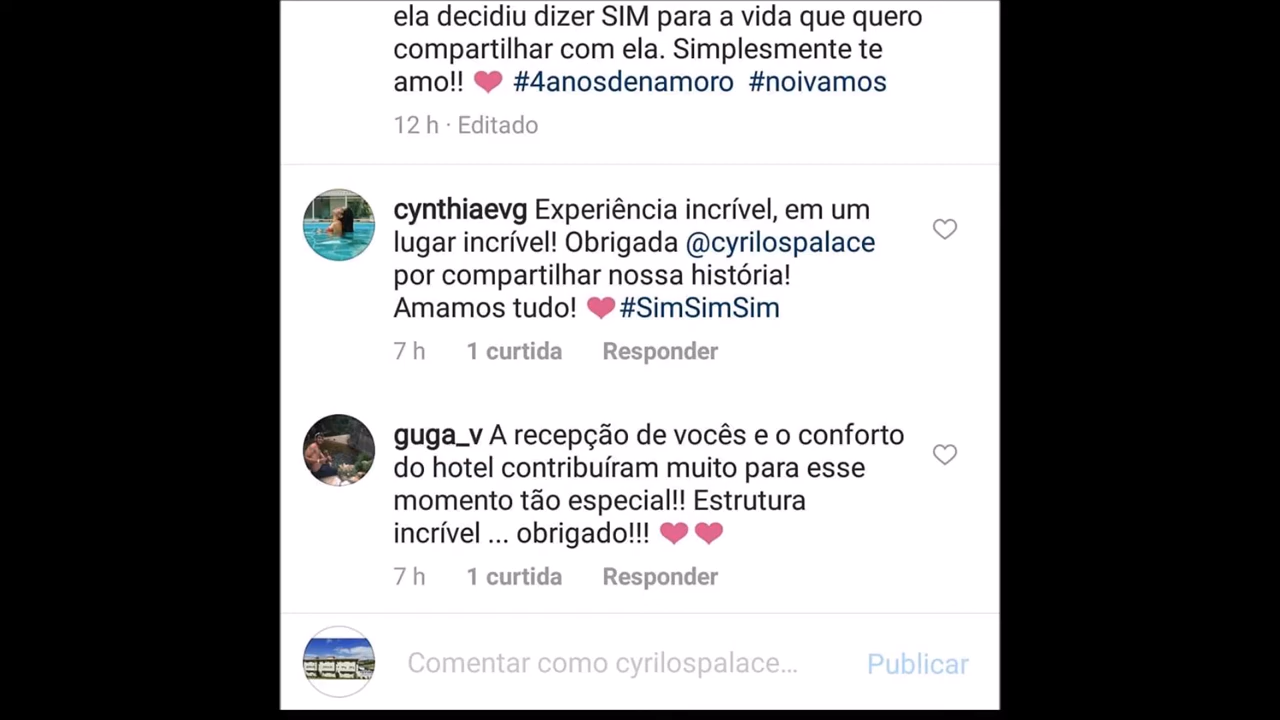 ela decidiu dizer SIM para a vida que quero
compartilhar com ela. Simplesmente te
amo!! ❤ #4anosdenamoro #noivamos
12 h · Editado
cynthiaevg Experiência incrível, em um
lugar incrível! Obrigada @cyrilospalace
por compartilhar nossa história!
Amamos tudo! ❤#SimSimSim
7 h 1 curtida Responder
guga_v A recepção de vocês e o conforto
do hotel contribuíram muito para esse
momento tão especial!! Estrutura
incrível ... obrigado!!! ❤❤
7 h 1 curtida Responder
Comentar como cyrilospalace... Publicar